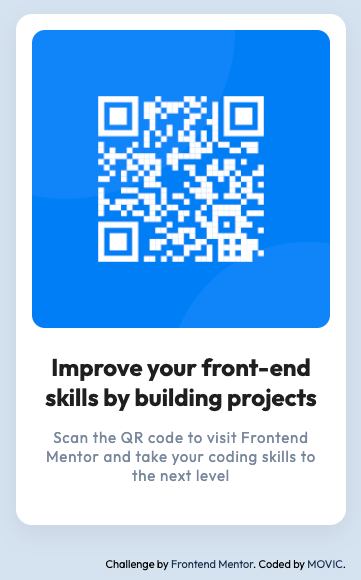 Improve your front-end
skills by building projects
Scan the QR code to visit Frontend
Mentor and take your coding skills to
the next level
Challenge by Frontend Mentor. Coded by MOVIC.